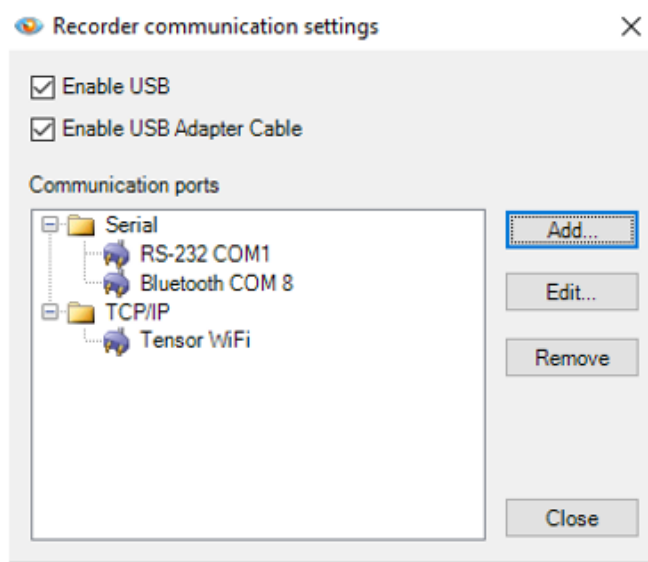 Recorder communication settings
Enable USB
Enable USB Adapter Cable
Communication ports
Serial
RS-232 COM1
Bluetooth COM 8
TCP/IP
Tensor WiFi
Add...
Edit...
Remove
Close